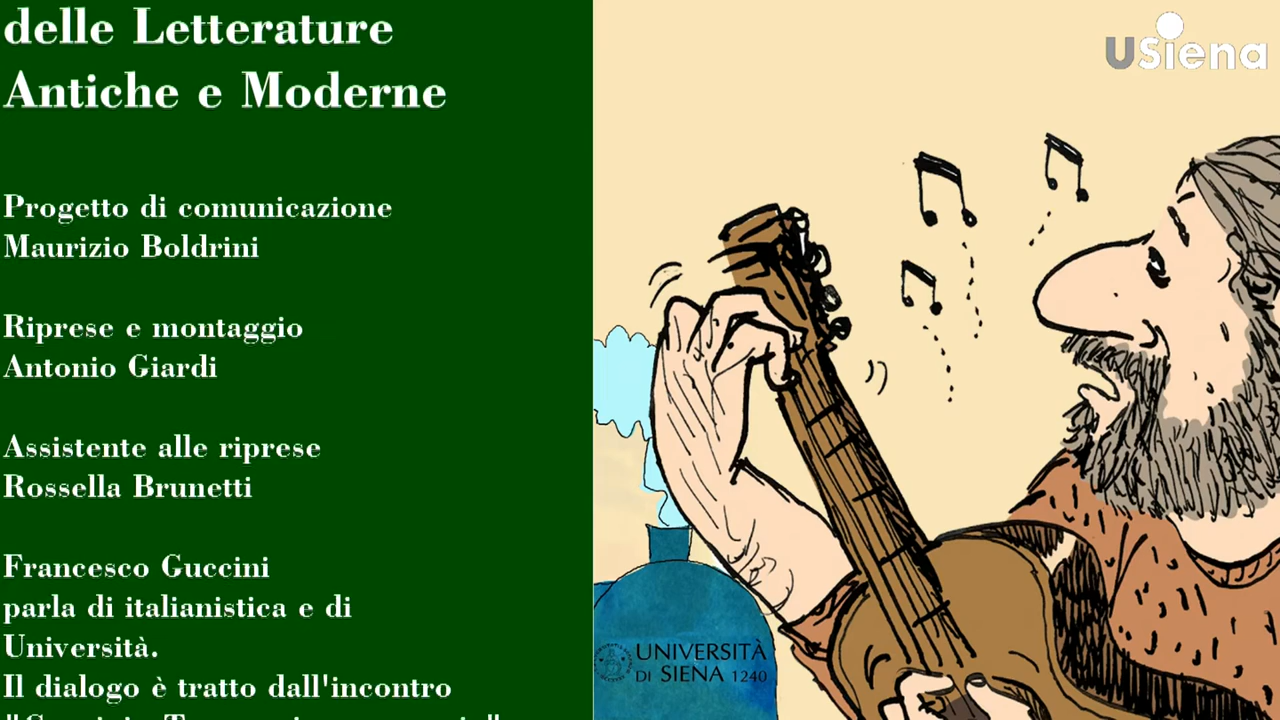 delle Letterature
Antiche e Moderne
Progetto di comunicazione
Maurizio Boldrini
Riprese e montaggio
Antonio Giardi
Assistente alle riprese
Rossella Brunetti
Francesco Guccini
parla di italianistica e di
Università.
Il dialogo è tratto dall'incontro
USiena
UNIVERSITÀ
DI SIENA 1240